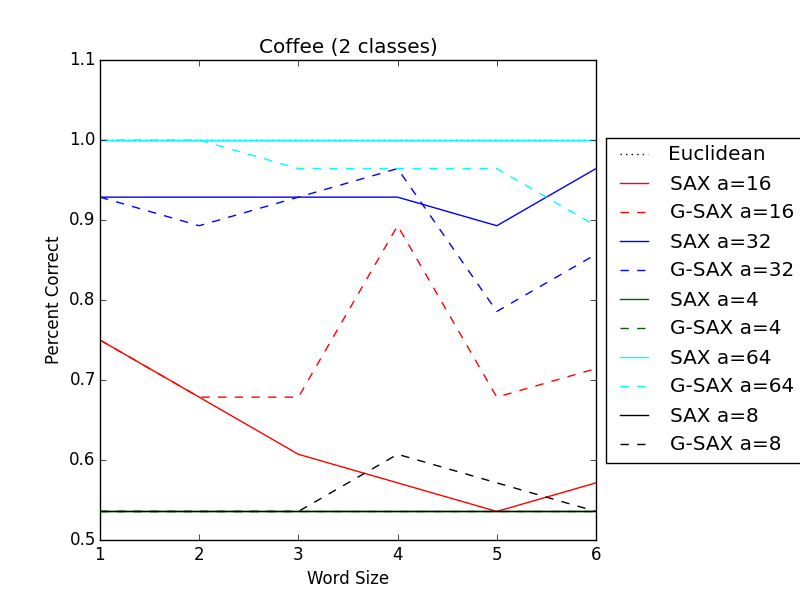 Coffee (2 classes)
1.1
1.0
0.9
0.8
0.7
0.6
0.5
Percent Correct
1 2 3 4 5 6
Word Size
Euclidean
SAX a=16
G-SAX a=16
SAX a=32
G-SAX a=32
SAX a=4
G-SAX a=4
SAX a=64
G-SAX a=64
SAX a=8
G-SAX a=8